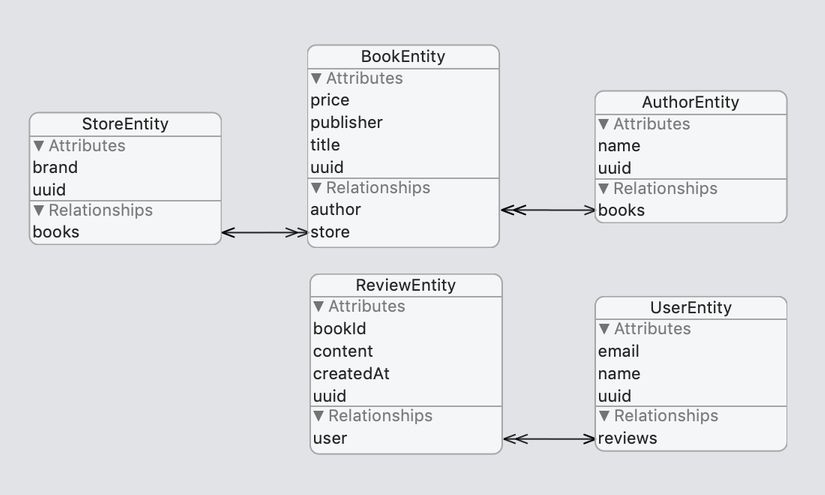 StoreEntity
▼ Attributes
brand
uuid
▼ Relationships
books
BookEntity
▼ Attributes
price
publisher
title
uuid
▼ Relationships
author
store
AuthorEntity
▼ Attributes
name
uuid
▼ Relationships
books
ReviewEntity
▼ Attributes
bookId
content
createdAt
uuid
▼ Relationships
user
UserEntity
▼ Attributes
email
name
uuid
▼ Relationships
reviews